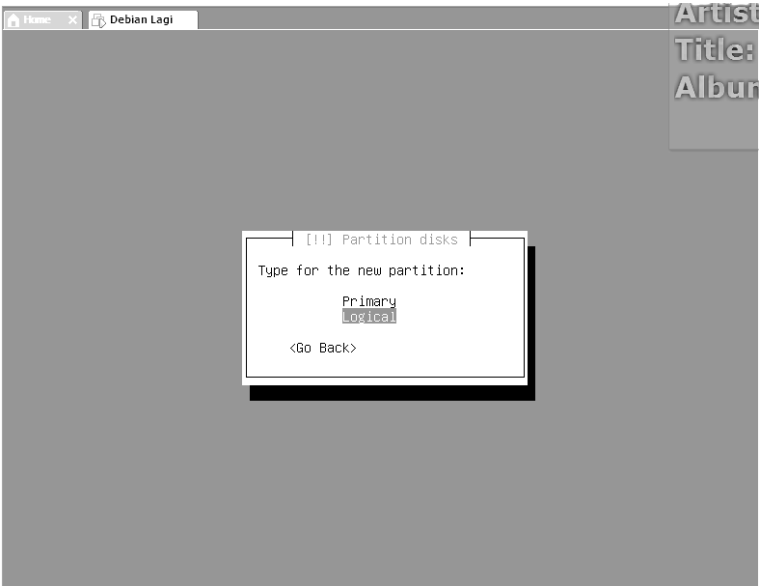 Home
Debian Lagi
Artist
Title:
Album
[!!] Partition disks
Type for the new partition:
Primary
Logical
<Go Back>